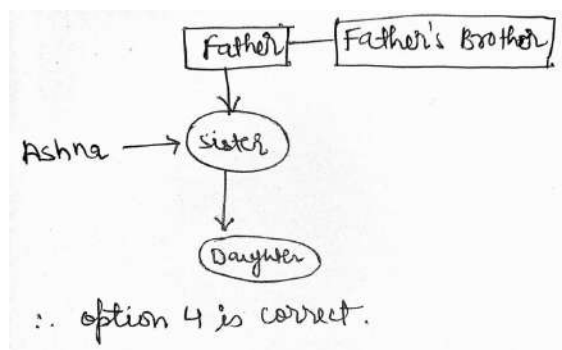 Father
Father's Brother
Ashna
Sister
Daughter
∴ option 4 is correct.